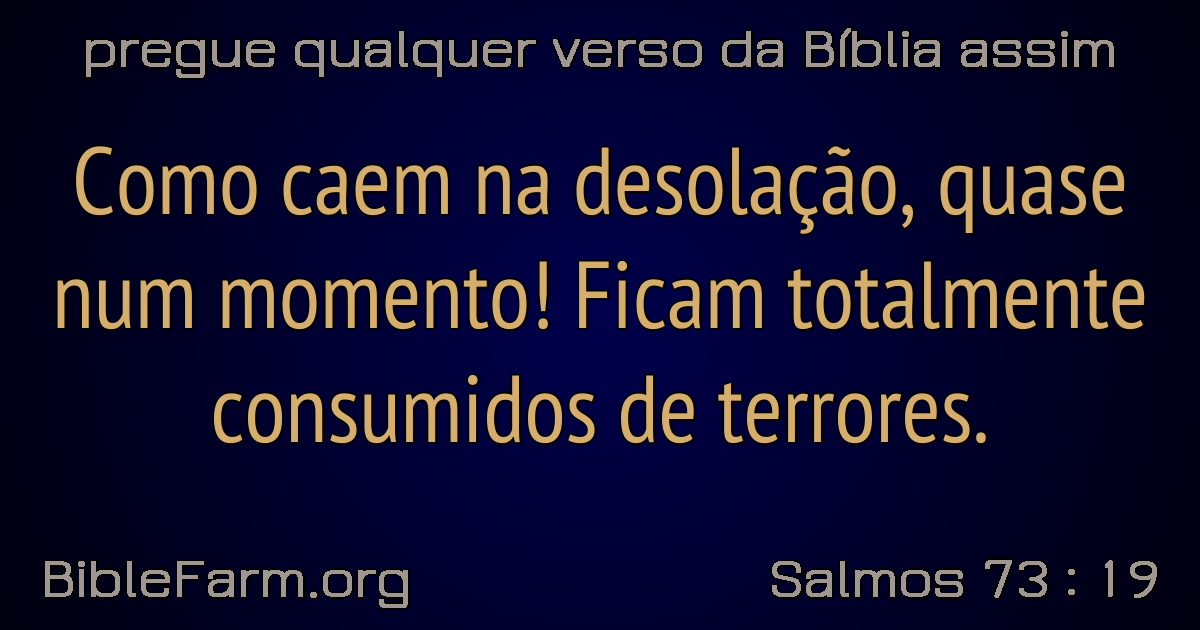 pregue qualquer verso da Bíblia assim
Como caem na desolação, quase
num momento! Ficam totalmente
consumidos de terrores.
BibleFarm.org
Salmos 73 : 19